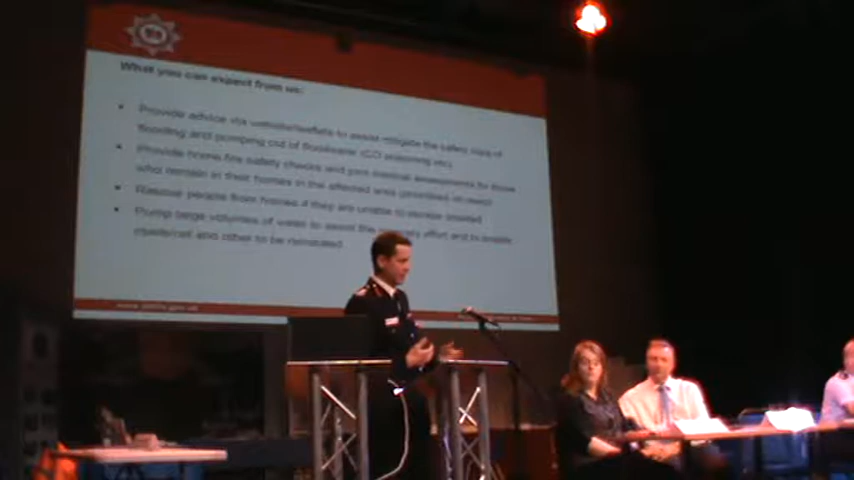 What you can expect from us:
Provide advice via website/leaflets to assist mitigate the safety risks of
flooding and pumping out of floodwater (CO poisoning etc)
Provide home fire safety checks and joint medical assessments for those
who remain in their homes in the affected area (prioritised on need)
Rescue people from homes if they are unable to
Pump large volumes of water to assist the recovery effort and to enable
and other to be reinstated